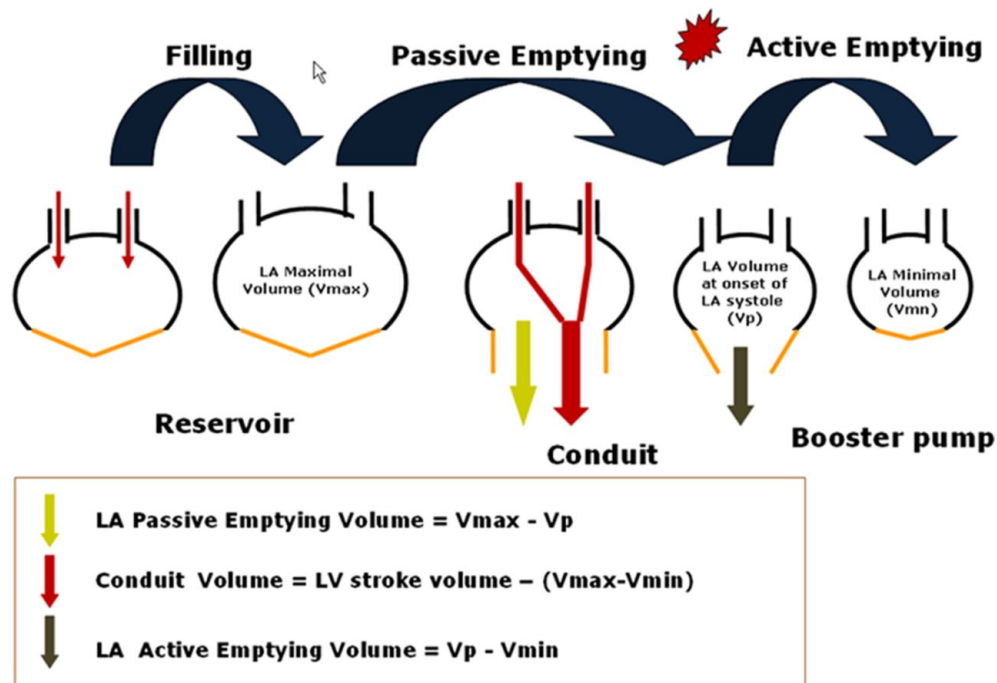 Filling
Passive Emptying
Active Emptying
LA Maximal
Volume (Vmax)
LA Volume
at onset of
LA systole
(Vp)
LA Minimal
Volume
(Vmn)
Reservoir
Conduit
Booster pump
LA Passive Emptying Volume = Vmax - Vp
Conduit Volume = LV stroke volume – (Vmax-Vmin)
LA Active Emptying Volume = Vp - Vmin